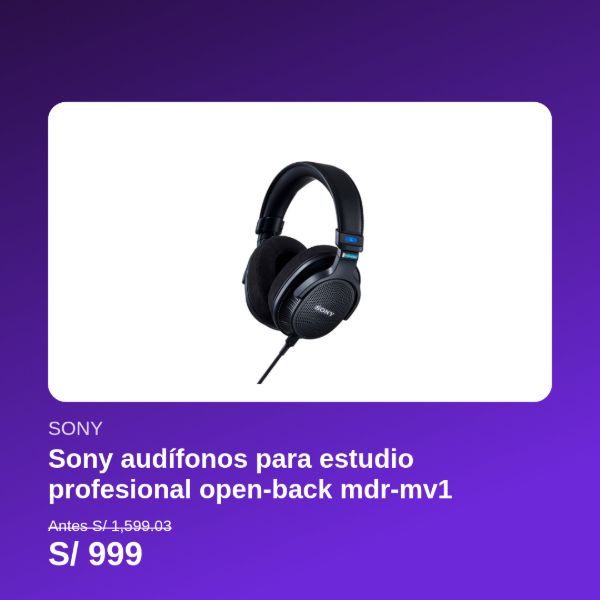 SONY
SONY
Sony audífonos para estudio
profesional open-back mdr-mv1
Antes S/ 1,599.03
S/ 999